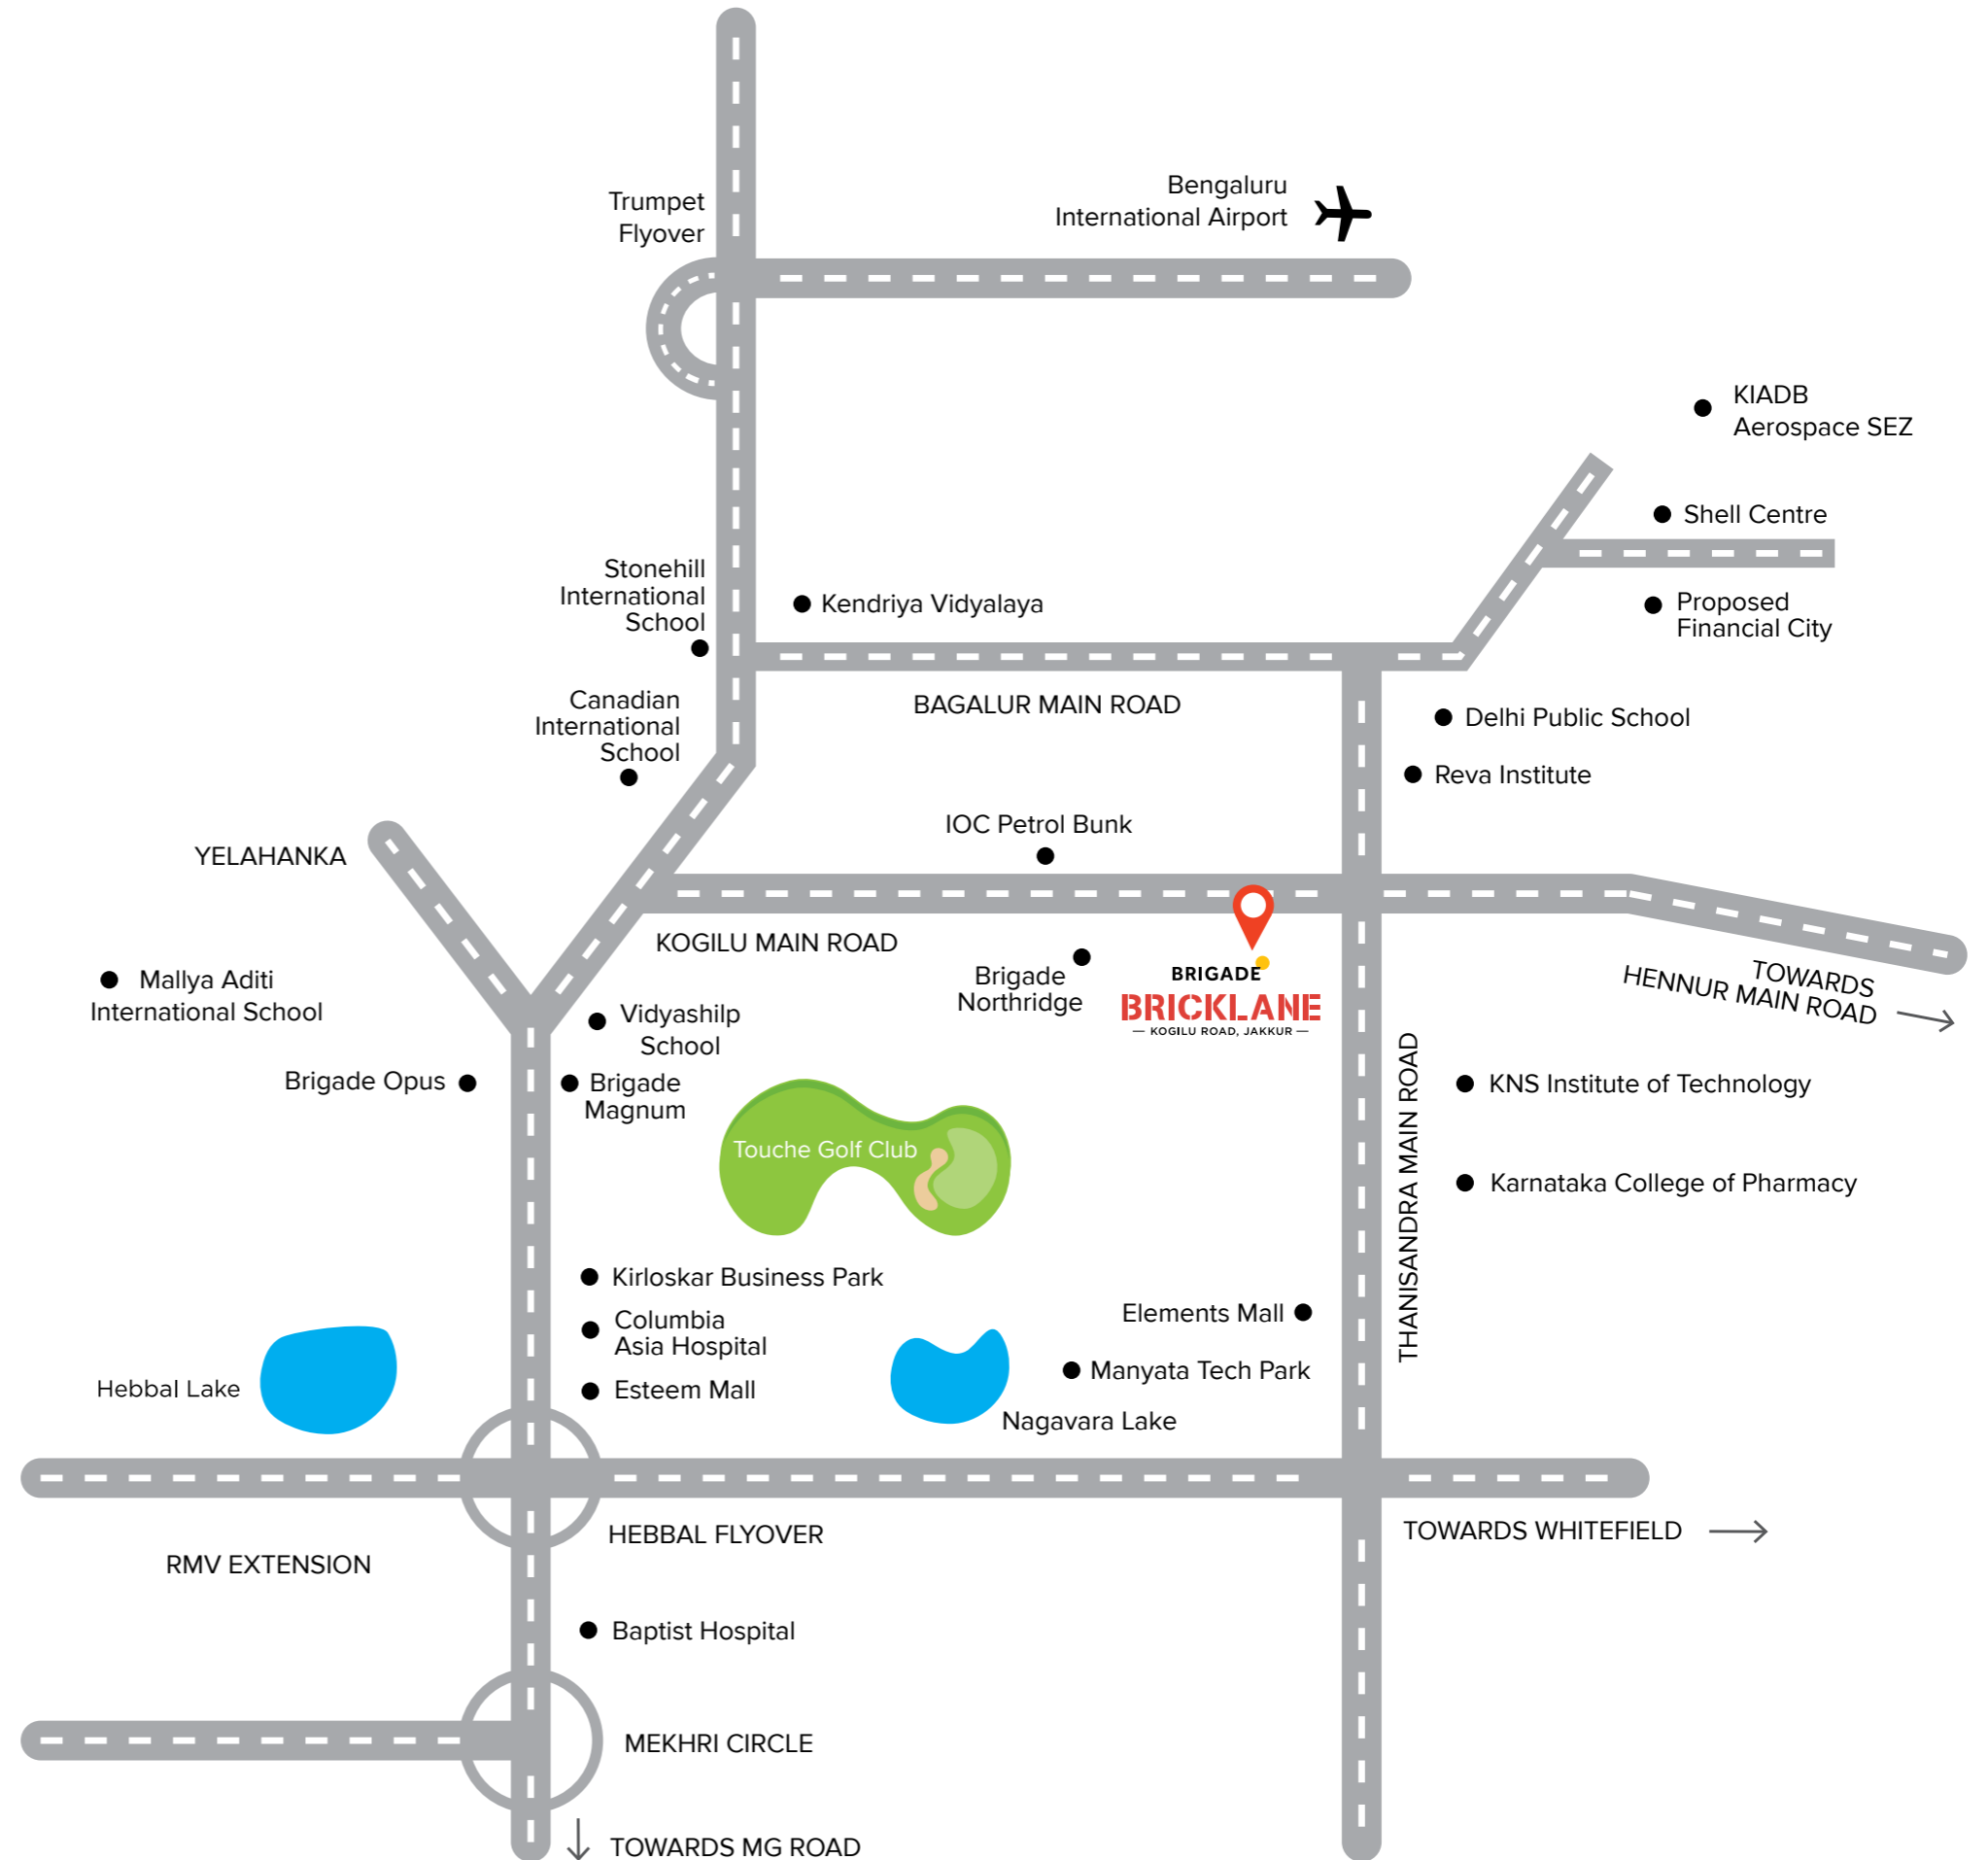 Trumpet
Flyover
Bengaluru
International Airport
KIADB
Aerospace SEZ
Shell Centre
Stonehill
International
School
Kendriya Vidyalaya
Proposed
Financial City
Canadian
International
School
BAGALUR MAIN ROAD
Delhi Public School
Reva Institute
IOC Petrol Bunk
YELAHANKA
KOGILU MAIN ROAD
Mallya Aditi
International School
Brigade
Northridge
BRIGADE
BRICKLANE
— KOGILU ROAD, JAKKUR —
TOWARDS
HENNUR MAIN ROAD
Vidyashilp
School
Brigade Opus
Brigade
Magnum
THANISANDRA MAIN ROAD
KNS Institute of Technology
Touche Golf Club
Karnataka College of Pharmacy
Kirloskar Business Park
Columbia
Asia Hospital
Elements Mall
Esteem Mall
Manyata Tech Park
Hebbal Lake
Nagavara Lake
HEBBAL FLYOVER
TOWARDS WHITEFIELD
RMV EXTENSION
Baptist Hospital
MEKHRI CIRCLE
TOWARDS MG ROAD